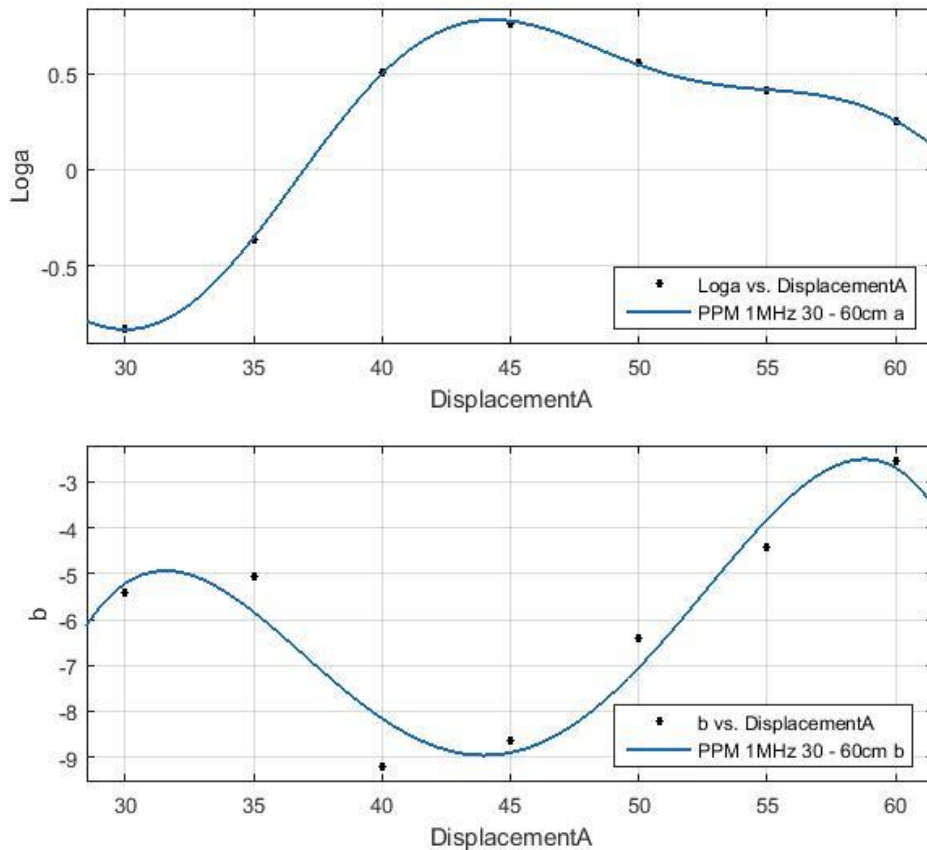 0.5
0
-0.5
Loga
30 35 40 45 50 55 60
DisplacementA
Loga vs. DisplacementA
PPM 1MHz 30 - 60cm a
-3
-4
-5
-6
-7
-8
-9
b
30 35 40 45 50 55 60
DisplacementA
b vs. DisplacementA
PPM 1MHz 30 - 60cm b